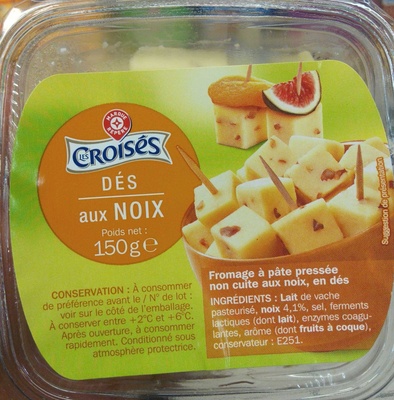 MARQUE
REPÈRE
LES
CROISÉS
DÉS
aux NOIX
Poids net :
150g e
Suggestion de présentation
CONSERVATION : À consommer
de préférence avant le / N° de lot :
voir sur le côté de l'emballage.
À conserver entre +2°C et +6°C.
Après ouverture, à consommer
rapidement. Conditionné sous
atmosphère protectrice.
Fromage à pâte pressée
non cuite aux noix, en dés
INGRÉDIENTS : Lait de vache
pasteurisé, noix 4,1%, sel, ferments
lactiques (dont lait), enzymes coagu-
lantes, arôme (dont fruits à coque),
conservateur : E251.